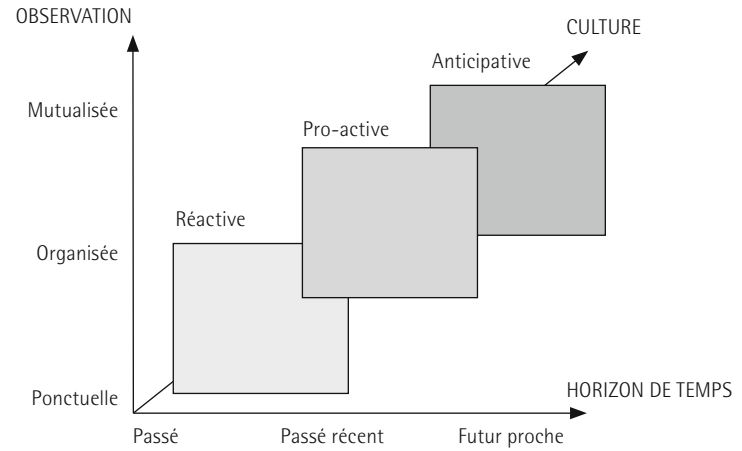 OBSERVATION
CULTURE
Anticipative
Mutualisée
Pro-active
Réactive
Organisée
Ponctuelle
HORIZON DE TEMPS
Passé
Passé récent
Futur proche